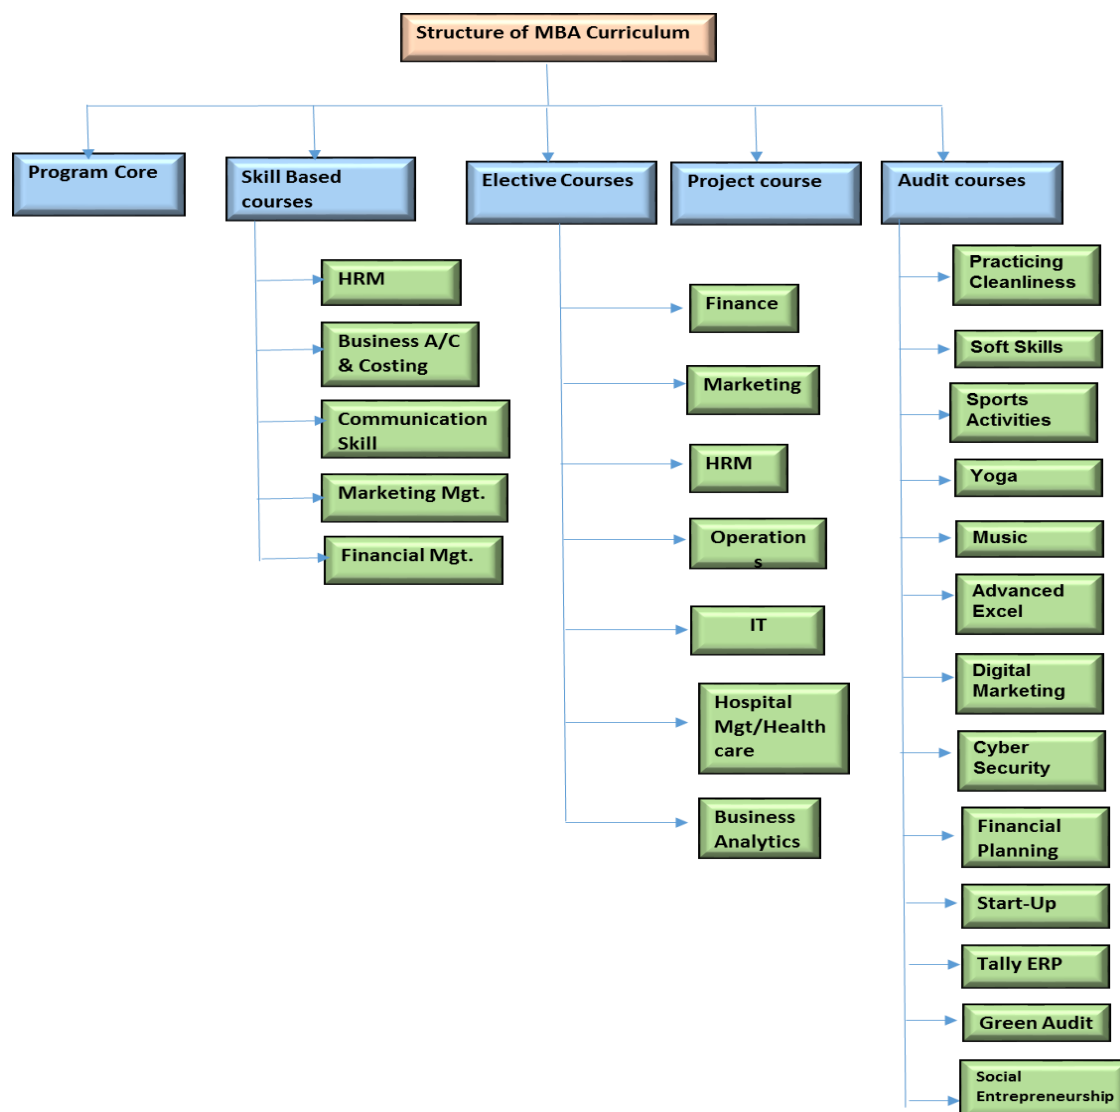 Structure of MBA Curriculum
Program Core
Skill Based
courses
Elective Courses
Project course
Audit courses
HRM
Business A/C
& Costing
Communication
Skill
Marketing Mgt.
Financial Mgt.
Finance
Marketing
HRM
Operation
s
IT
Hospital
Mgt/Health
care
Business
Analytics
Practicing
Cleanliness
Soft Skills
Sports
Activities
Yoga
Music
Advanced
Excel
Digital
Marketing
Cyber
Security
Financial
Planning
Start-Up
Tally ERP
Green Audit
Social
Entrepreneurship